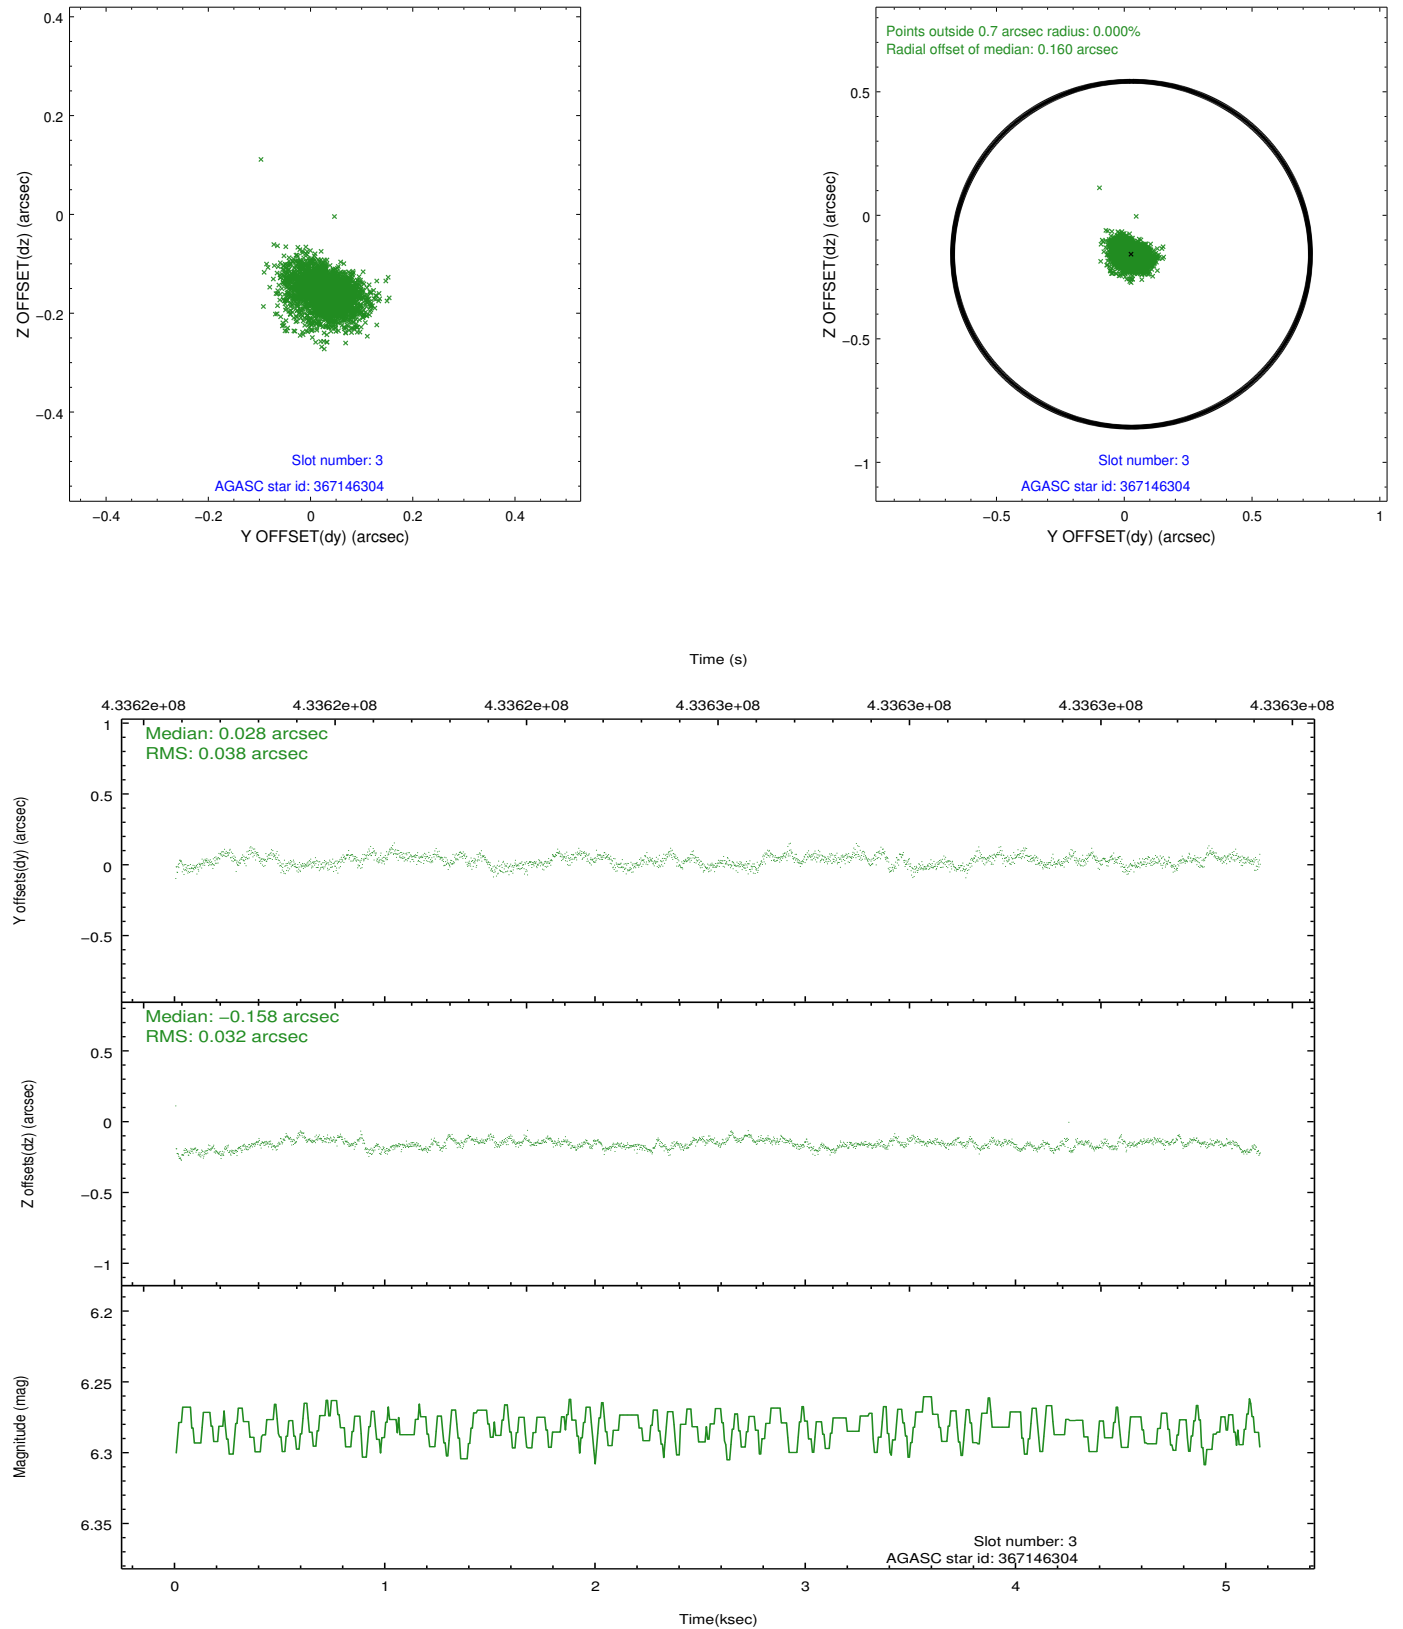 0.4
0.2
0
−0.2
−0.4
Z OFFSET(dz) (arcsec)
Slot number: 3
AGASC star id: 367146304
−0.4
−0.2
0
0.2
0.4
Y OFFSET(dy) (arcsec)
Points outside 0.7 arcsec radius: 0.000%
Radial offset of median: 0.160 arcsec
0.5
0
−0.5
−1
Z OFFSET(dz) (arcsec)
Slot number: 3
AGASC star id: 367146304
−0.5
0
0.5
1
Y OFFSET(dy) (arcsec)
Time (s)
4.3362e+08
4.3362e+08
4.3362e+08
4.3363e+08
4.3363e+08
4.3363e+08
4.3363e+08
Median: 0.028 arcsec
RMS: 0.038 arcsec
1
0.5
0
−0.5
Y offsets(dy) (arcsec)
Median: −0.158 arcsec
RMS: 0.032 arcsec
0.5
0
−0.5
−1
Z offsets(dz) (arcsec)
6.2
6.25
6.3
6.35
Magnitude (mag)
Slot number: 3
AGASC star id: 367146304
0
1
2
3
4
5
Time(ksec)